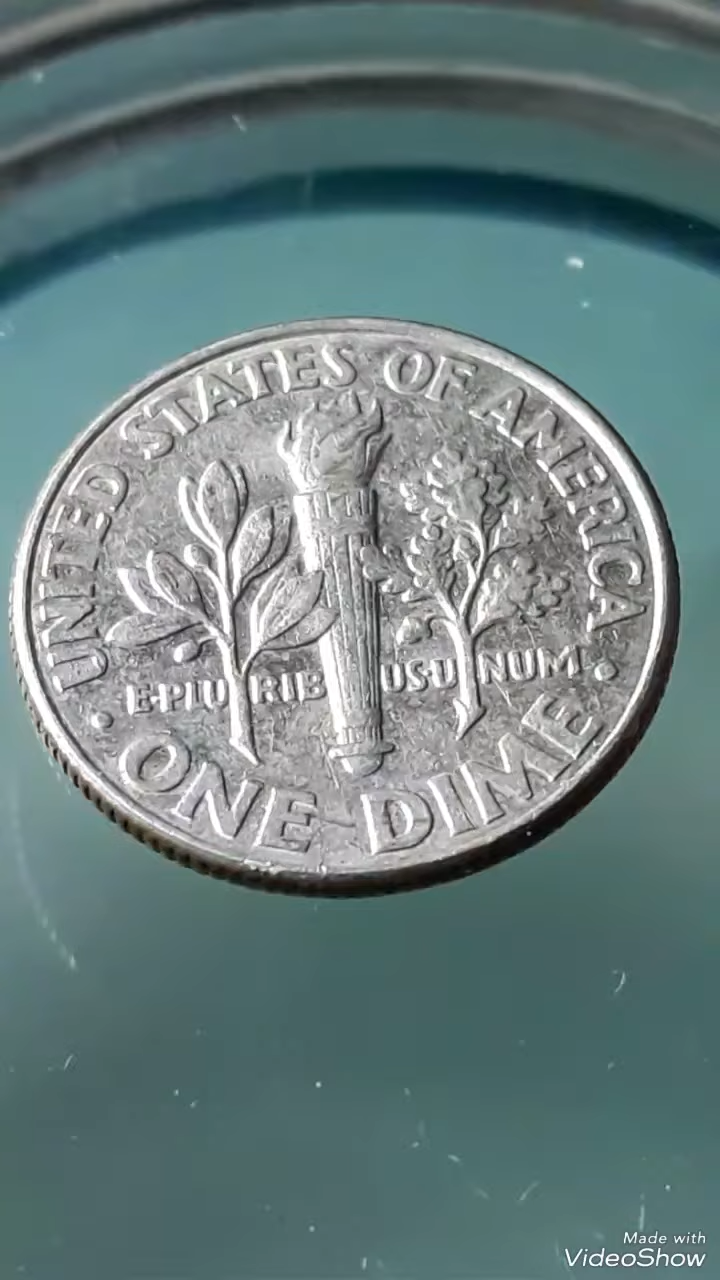 UNITED STATES OF AMERICA
E·PLURIBUS·UNUM
· ONE DIME ·
Made with
VideoShow